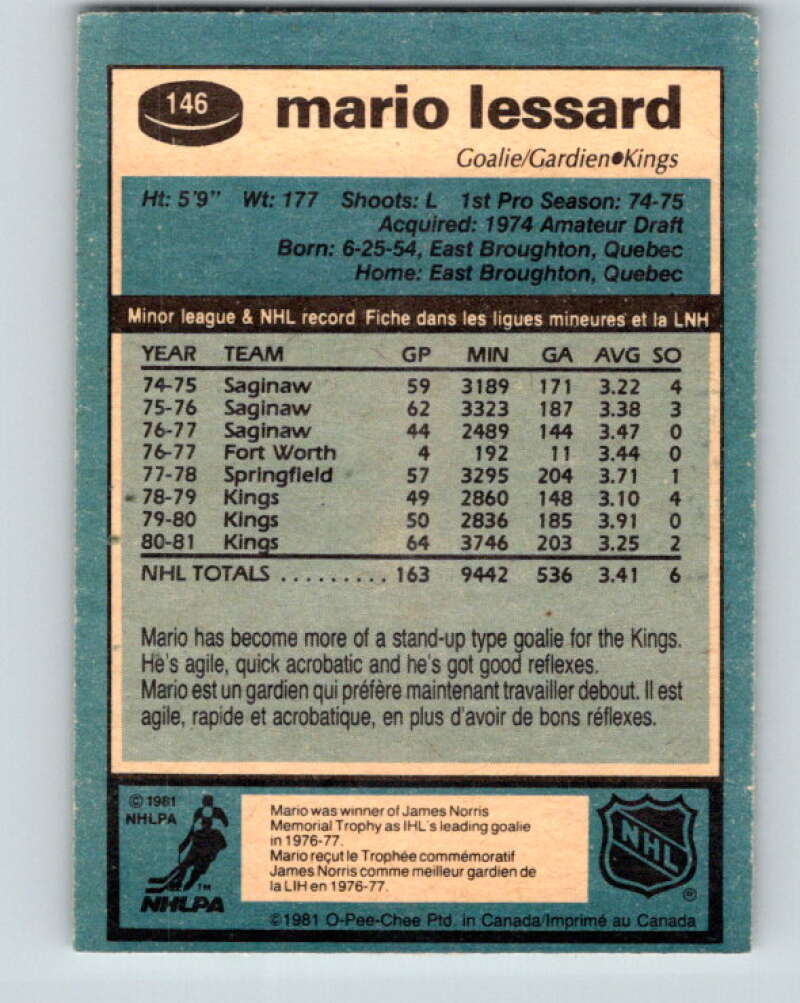 146
mario lessard
Goalie/Gardien•Kings
Ht: 5'9" Wt: 177 Shoots: L 1st Pro Season: 74-75
Acquired: 1974 Amateur Draft
Born: 6-25-54, East Broughton, Quebec
Home: East Broughton, Quebec
Minor league & NHL record Fiche dans les ligues mineures et la LNH
YEAR TEAM GP MIN GA AVG SO
74-75 Saginaw 59 3189 171 3.22 4
75-76 Saginaw 62 3323 187 3.38 3
76-77 Saginaw 44 2489 144 3.47 0
76-77 Fort Worth 4 192 11 3.44 0
77-78 Springfield 57 3295 204 3.71 1
78-79 Kings 49 2860 148 3.10 4
79-80 Kings 50 2836 185 3.91 0
80-81 Kings 64 3746 203 3.25 2
NHL TOTALS ......... 163 9442 536 3.41 6
Mario has become more of a stand-up type goalie for the Kings.
He's agile, quick acrobatic and he's got good reflexes.
Mario est un gardien qui préfère maintenant travailler debout. Il est
agile, rapide et acrobatique, en plus d'avoir de bons réflexes.
© 1981
NHLPA
TM
NHLPA
Mario was winner of James Norris
Memorial Trophy as IHL's leading goalie
in 1976-77.
Mario reçut le Trophée commémoratif
James Norris comme meilleur gardien de
la LIH en 1976-77.
NHL
®
©1981 O-Pee-Chee Ptd. in Canada/Imprimé au Canada